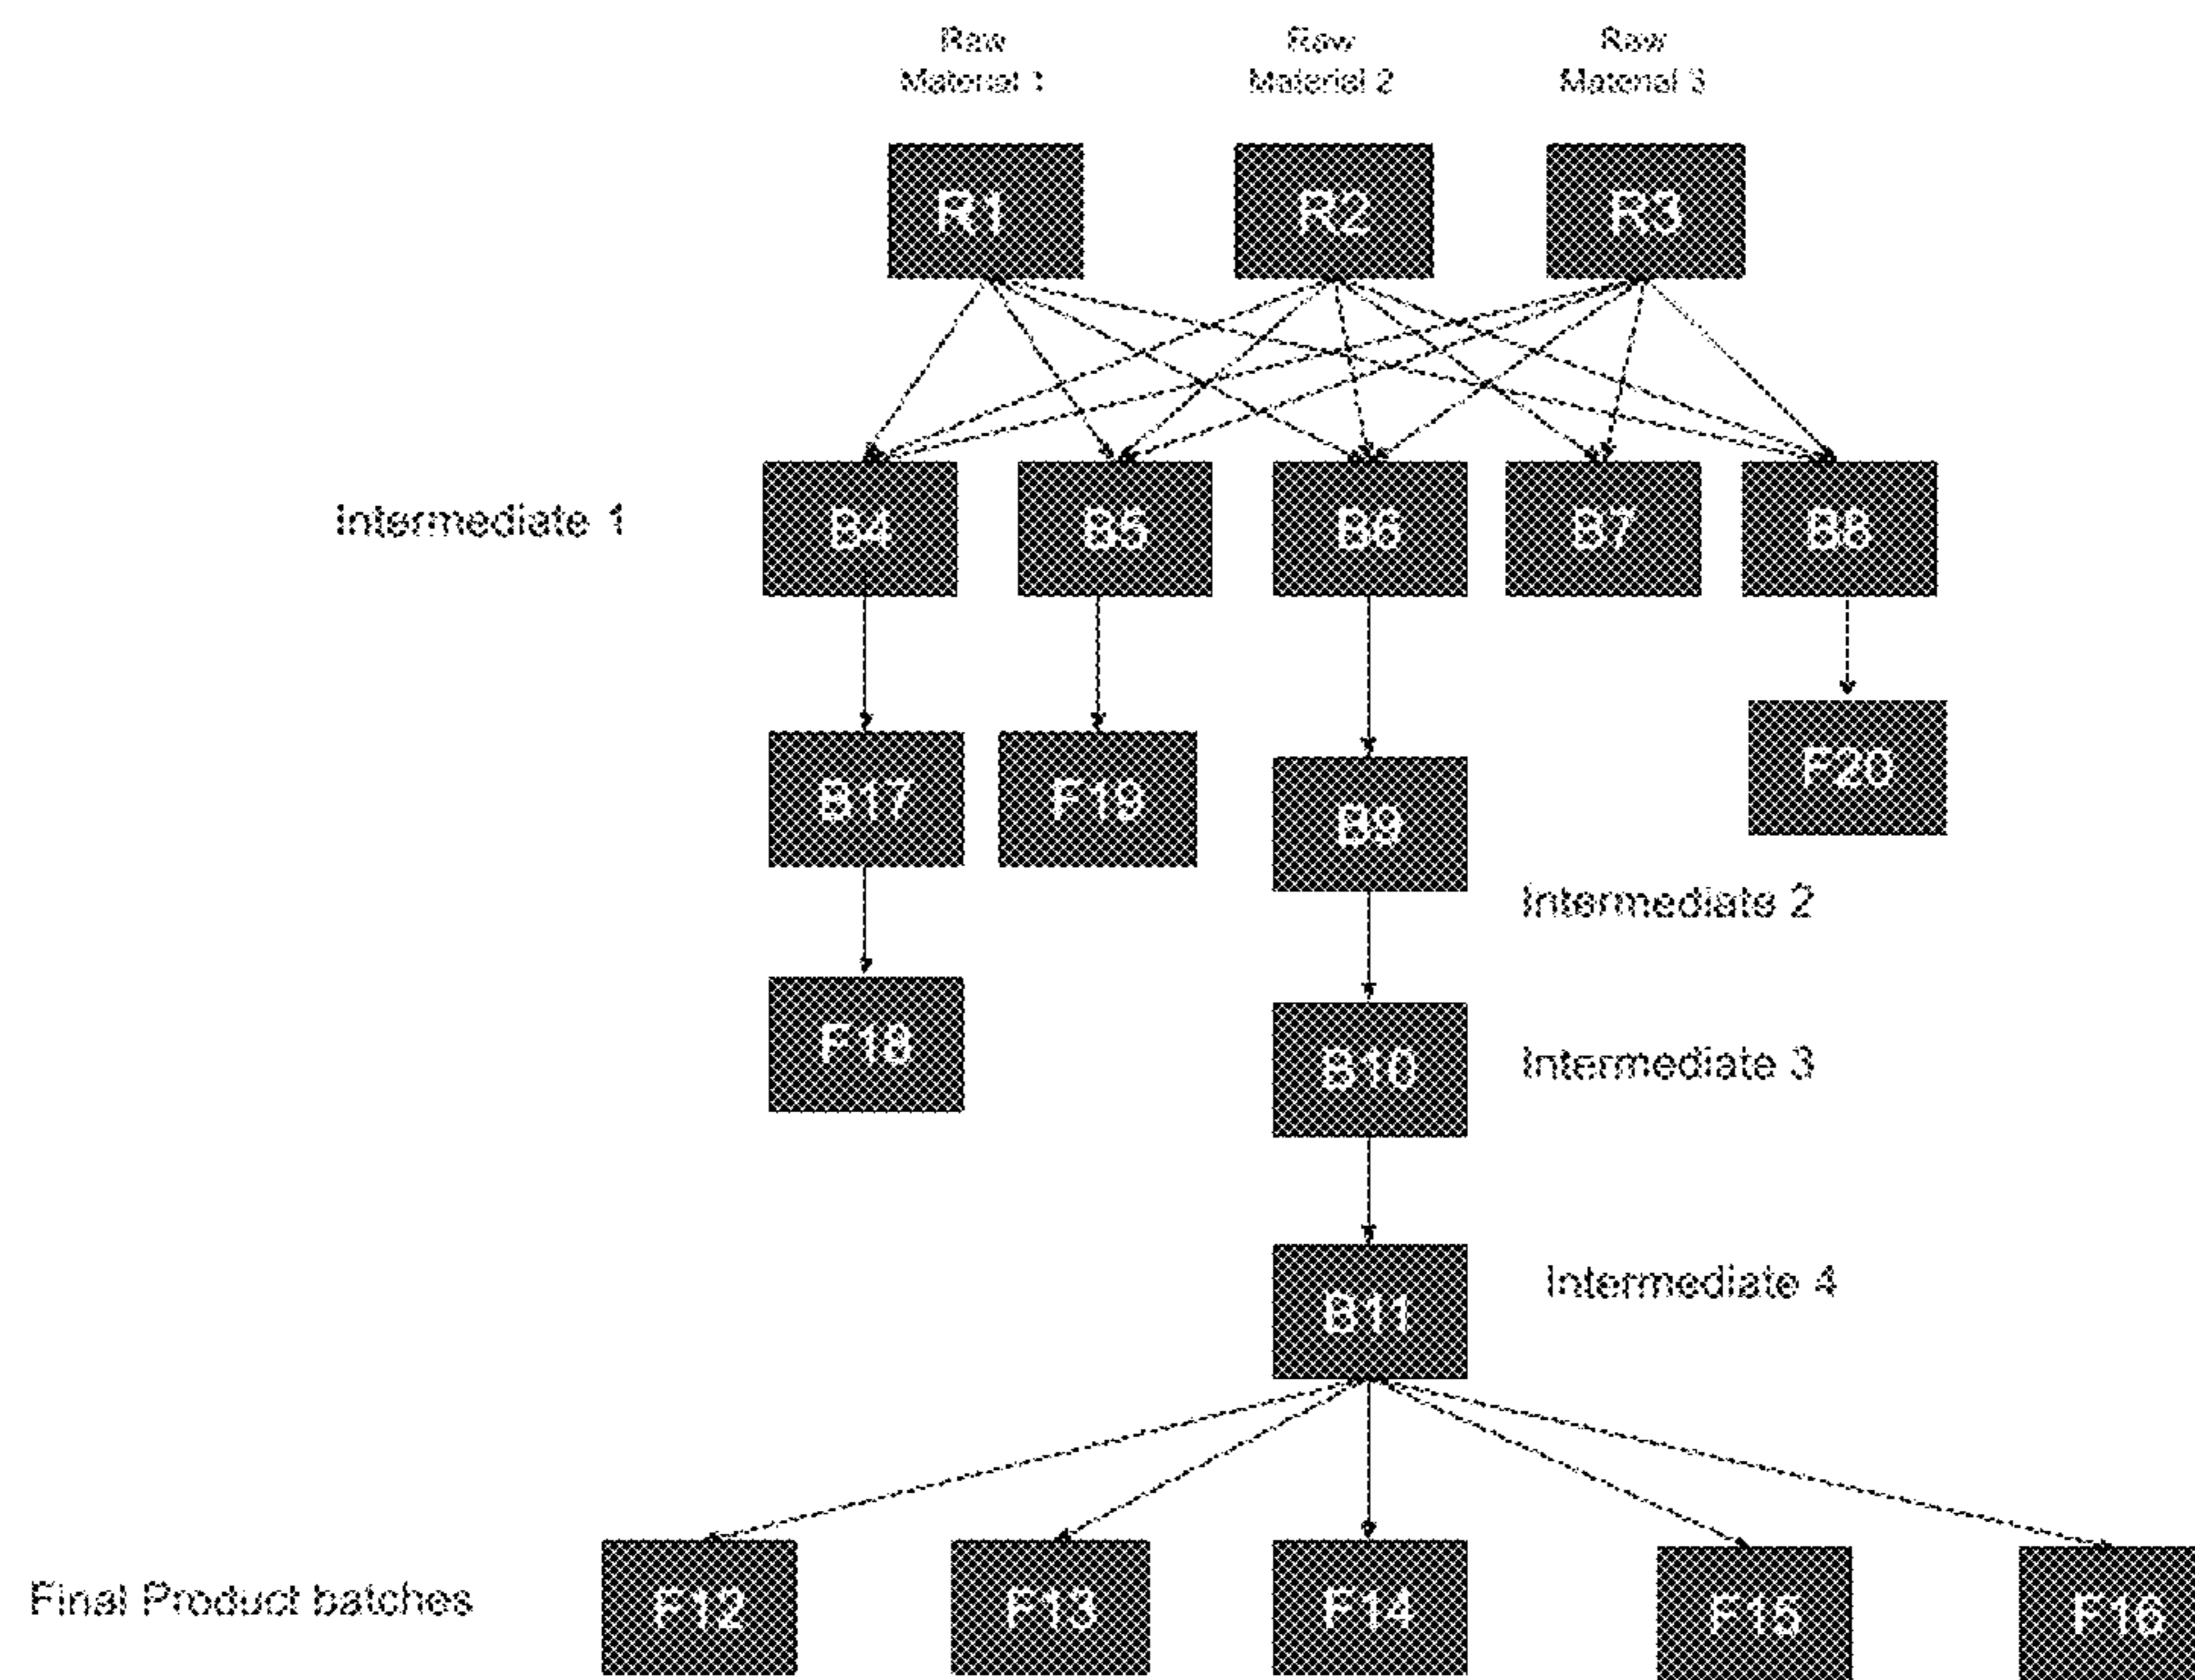 Raw
Material 1
Raw
Material 2
Raw
Material 3
R1
R2
R3
Intermediate 1
B4
B5
B6
B7
B8
B17
F19
B9
F20
Intermediate 2
F18
B10
Intermediate 3
B11
Intermediate 4
Final Product batches
F12
F13
F14
F15
F16